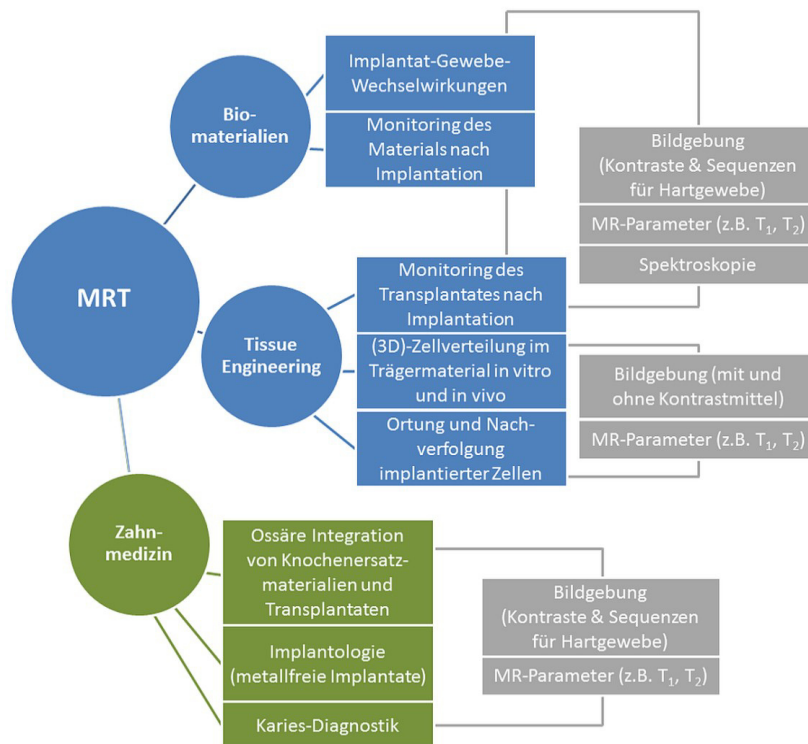 MRT
Bio-
materialien
Implantat-Gewebe-
Wechselwirkungen
Monitoring des
Materials nach
Implantation
Bildgebung
(Kontraste & Sequenzen
für Hartgewebe)
MR-Parameter (z.B. T₁, T₂)
Spektroskopie
Tissue
Engineering
Monitoring des
Transplantates nach
Implantation
(3D)-Zellverteilung im
Trägermaterial in vitro
und in vivo
Ortung und Nach-
verfolgung
implantierter Zellen
Bildgebung (mit und
ohne Kontrastmittel)
MR-Parameter (z.B. T₁, T₂)
Zahn-
medizin
Ossäre Integration
von Knochenersatz-
materialien und
Transplantaten
Implantologie
(metallfreie Implantate)
Karies-Diagnostik
Bildgebung
(Kontraste & Sequenzen
für Hartgewebe)
MR-Parameter (z.B. T₁, T₂)